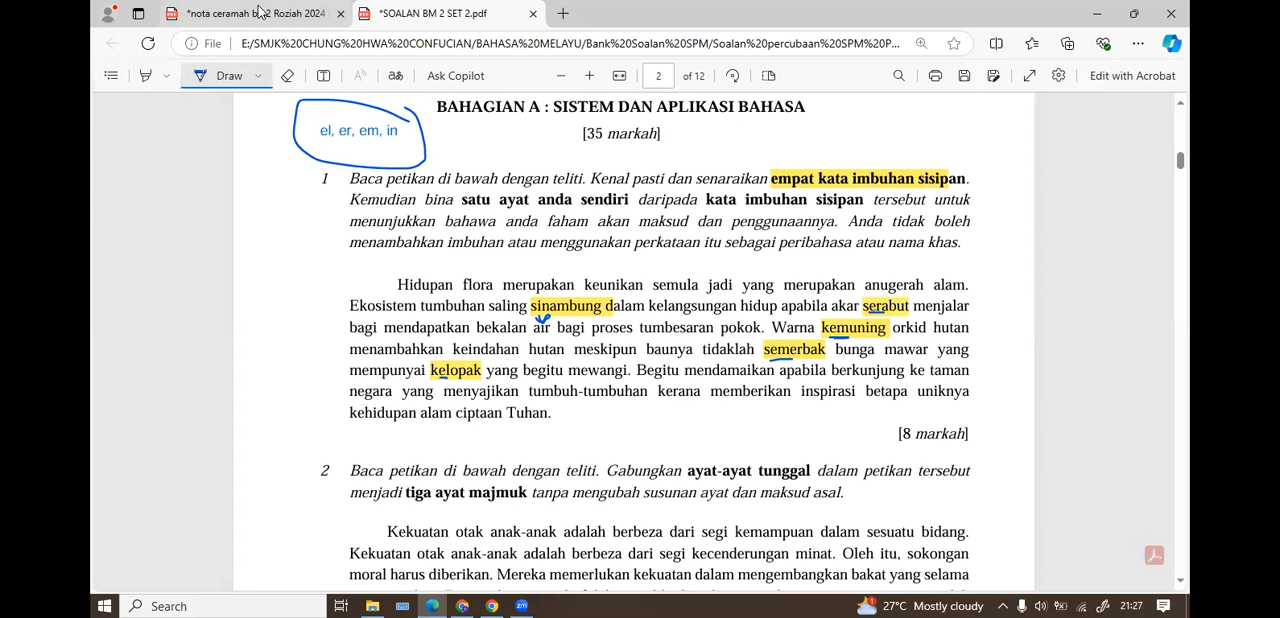 *nota ceramah bm2 Roziah 2024
*SOALAN BM 2 SET 2.pdf
File E:/SMJK%20CHUNG%20HWA%20CONFUCIAN/BAHASA%20MELAYU/Bank%20Soalan%20SPM/Soalan%20percubaan%20SPM%20P...
Draw Ask Copilot 2 of 12 Edit with Acrobat
BAHAGIAN A : SISTEM DAN APLIKASI BAHASA
el, er, em, in
[35 markah]
1 Baca petikan di bawah dengan teliti. Kenal pasti dan senaraikan empat kata imbuhan sisipan.
Kemudian bina satu ayat anda sendiri daripada kata imbuhan sisipan tersebut untuk
menunjukkan bahawa anda faham akan maksud dan penggunaannya. Anda tidak boleh
menambahkan imbuhan atau menggunakan perkataan itu sebagai peribahasa atau nama khas.
Hidupan flora merupakan keunikan semula jadi yang merupakan anugerah alam.
Ekosistem tumbuhan saling sinambung dalam kelangsungan hidup apabila akar serabut menjalar
bagi mendapatkan bekalan air bagi proses tumbesaran pokok. Warna kemuning orkid hutan
menambahkan keindahan hutan meskipun baunya tidaklah semerbak bunga mawar yang
mempunyai kelopak yang begitu mewangi. Begitu mendamaikan apabila berkunjung ke taman
negara yang menyajikan tumbuh-tumbuhan kerana memberikan inspirasi betapa uniknya
kehidupan alam ciptaan Tuhan.
[8 markah]
2 Baca petikan di bawah dengan teliti. Gabungkan ayat-ayat tunggal dalam petikan tersebut
menjadi tiga ayat majmuk tanpa mengubah susunan ayat dan maksud asal.
Kekuatan otak anak-anak adalah berbeza dari segi kemampuan dalam sesuatu bidang.
Kekuatan otak anak-anak adalah berbeza dari segi kecenderungan minat. Oleh itu, sokongan
moral harus diberikan. Mereka memerlukan kekuatan dalam mengembangkan bakat yang selama
Search 27°C Mostly cloudy 21:27